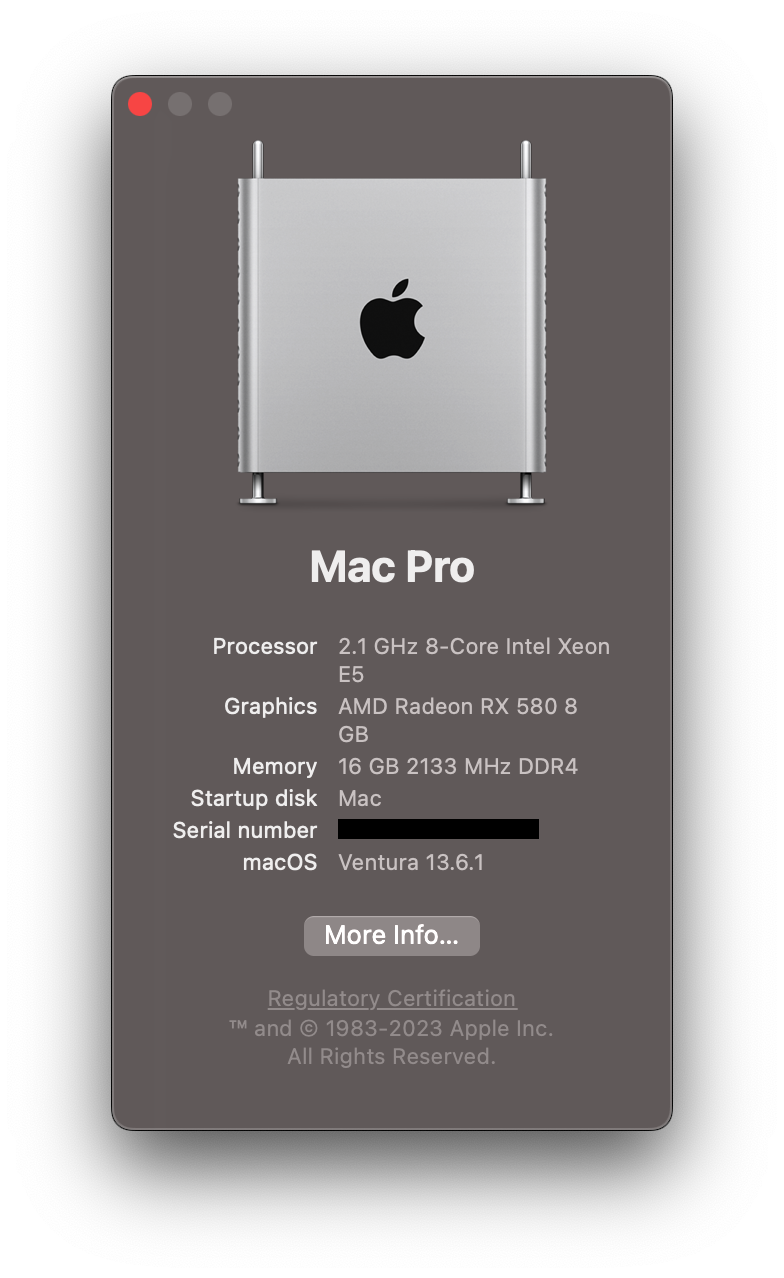 Mac Pro
Processor 2.1 GHz 8-Core Intel Xeon
E5
Graphics AMD Radeon RX 580 8
GB
Memory 16 GB 2133 MHz DDR4
Startup disk Mac
Serial number
macOS Ventura 13.6.1
More Info...
Regulatory Certification
™ and © 1983-2023 Apple Inc.
All Rights Reserved.